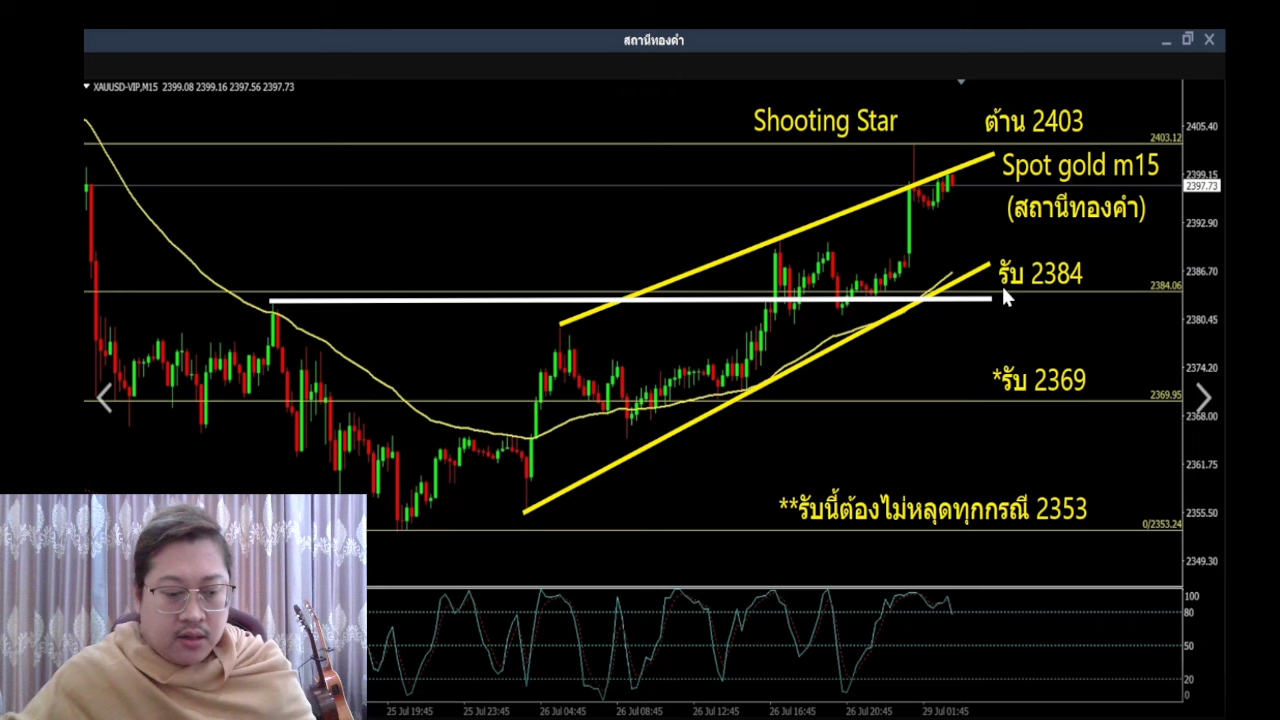 สถานีทองคำ
XAUUSD-VIP,M15 2399.08 2399.16 2397.56 2397.73
Shooting Star
ต้าน 2403
2405.40
2403.12
Spot gold m15
2399.15
2397.73
(สถานีทองคำ)
2392.90
รับ 2384
2386.70
2384.06
2380.45
*รับ 2369
2374.20
2369.95
2368.00
2361.75
**รับนี้ต้องไม่หลุดทุกกรณี 2353
2355.50
0/2353.24
2349.30
100
80
50
20
0
25 Jul 19:45 25 Jul 23:45 26 Jul 04:45 26 Jul 08:45 26 Jul 12:45 26 Jul 16:45 26 Jul 20:45 29 Jul 01:45